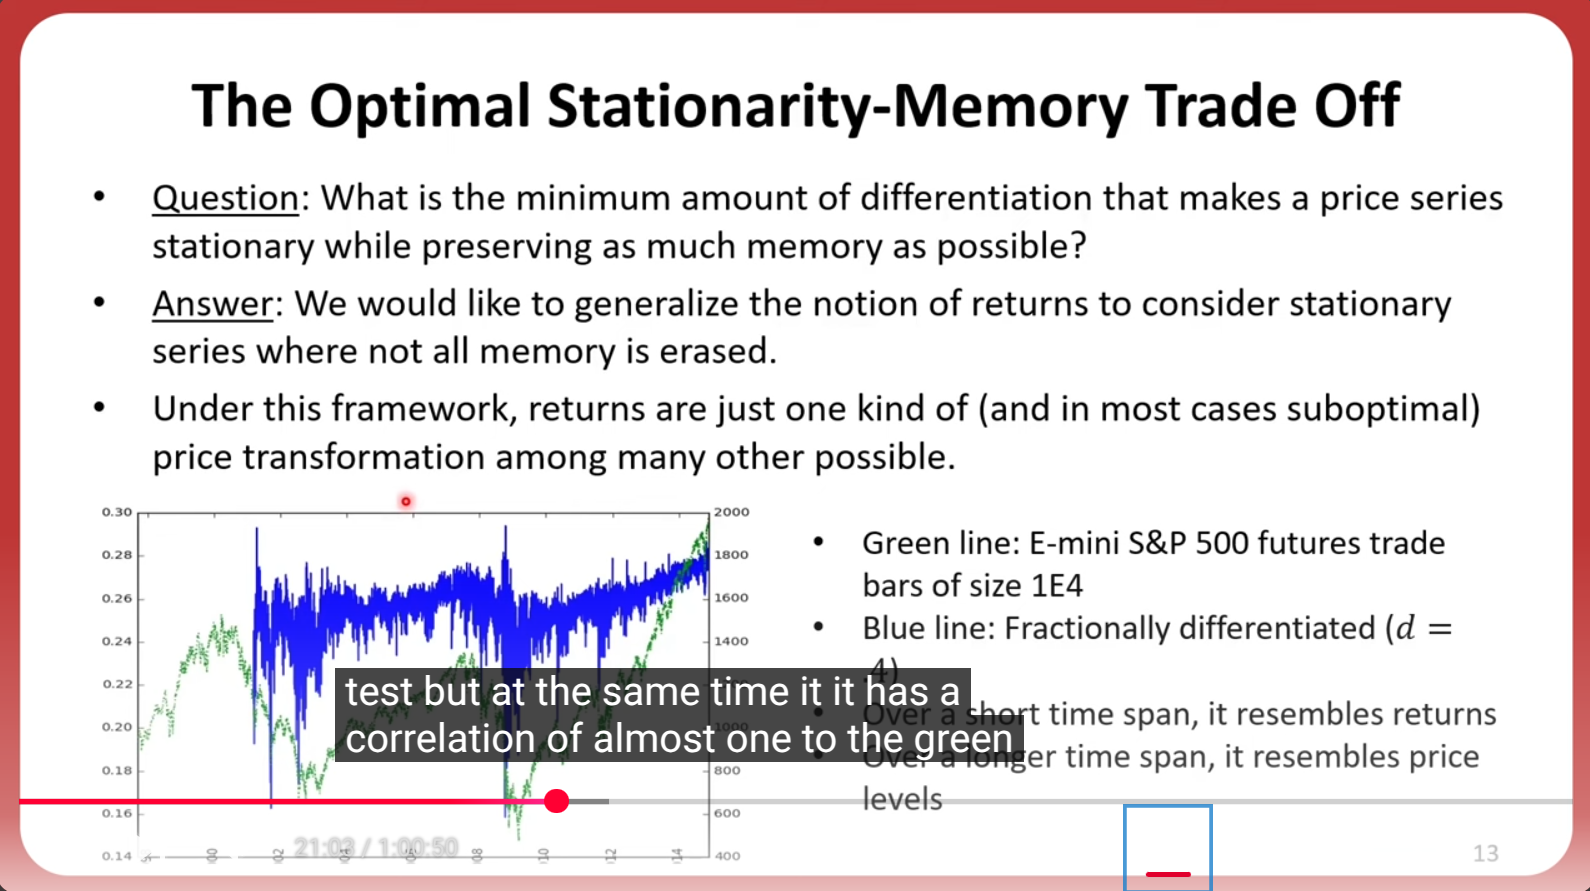 The Optimal Stationarity-Memory Trade Off
• Question: What is the minimum amount of differentiation that makes a price series
stationary while preserving as much memory as possible?
• Answer: We would like to generalize the notion of returns to consider stationary
series where not all memory is erased.
• Under this framework, returns are just one kind of (and in most cases suboptimal)
price transformation among many other possible.
0.30
0.28
0.26
0.24
0.22
0.20
0.18
0.16
0.14
2000
1800
1600
1400
1000
800
600
400
00
02
08
10
12
14
• Green line: E-mini S&P 500 futures trade
bars of size 1E4
• Blue line: Fractionally differentiated (d =
.4)
• Over a short time span, it resembles returns
• Over a longer time span, it resembles price
levels
test but at the same time it it has a
correlation of almost one to the green
21:03 / 1:00:50
13